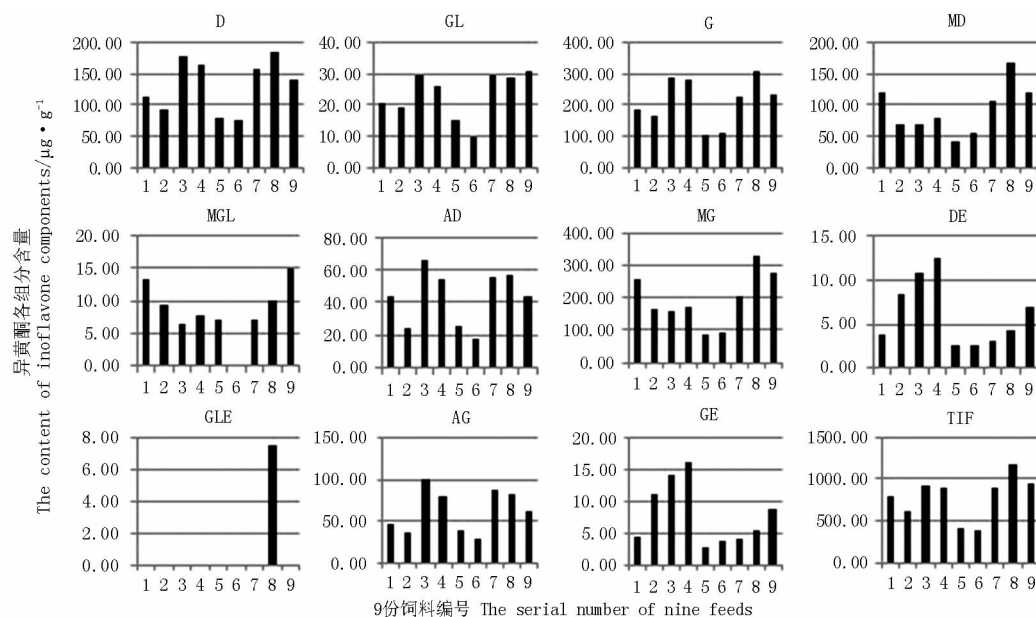 D
200.00
150.00
100.00
50.00
0.00
1 2 3 4 5 6 7 8 9
GL
40.00
30.00
20.00
10.00
0.00
1 2 3 4 5 6 7 8 9
G
400.00
300.00
200.00
100.00
0.00
1 2 3 4 5 6 7 8 9
MD
200.00
150.00
100.00
50.00
0.00
1 2 3 4 5 6 7 8 9
MGL
20.00
15.00
10.00
5.00
0.00
1 2 3 4 5 6 7 8 9
AD
80.00
60.00
40.00
20.00
0.00
1 2 3 4 5 6 7 8 9
MG
400.00
300.00
200.00
100.00
0.00
1 2 3 4 5 6 7 8 9
DE
15.00
10.00
5.00
0.00
1 2 3 4 5 6 7 8 9
GLE
8.00
6.00
4.00
2.00
0.00
1 2 3 4 5 6 7 8 9
AG
150.00
100.00
50.00
0.00
1 2 3 4 5 6 7 8 9
GE
20.00
15.00
10.00
5.00
0.00
1 2 3 4 5 6 7 8 9
TIF
1500.00
1000.00
500.00
0.00
1 2 3 4 5 6 7 8 9
异黄酮各组分含量
The content of inoflavone components/μg·g⁻¹
9份饲料编号 The serial number of nine feeds